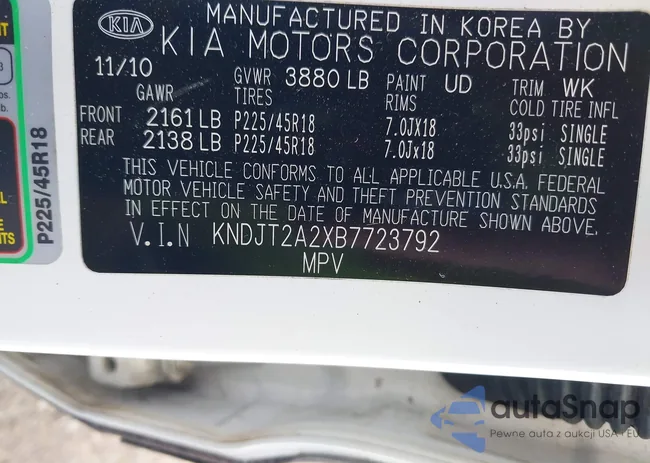 MANUFACTURED IN KOREA BY
KIA KIA MOTORS CORPORATION
11/10 GVWR 3880 LB PAINT UD TRIM WK
GAWR TIRES RIMS COLD TIRE INFL
FRONT 2161 LB P225/45R18 7.0JX18 33psi SINGLE
REAR 2138 LB P225/45R18 7.0Jx18 33psi SINGLE
THIS VEHICLE CONFORMS TO ALL APPLICABLE U.S.A. FEDERAL
MOTOR VEHICLE SAFETY AND THEFT PREVENTION STANDARDS
IN EFFECT ON THE DATE OF MANUFACTURE SHOWN ABOVE.
V.I.N KNDJT2A2XB7723792
MPV
P225/45R18
autoSnap
Pewne auta z aukcji USA i EU